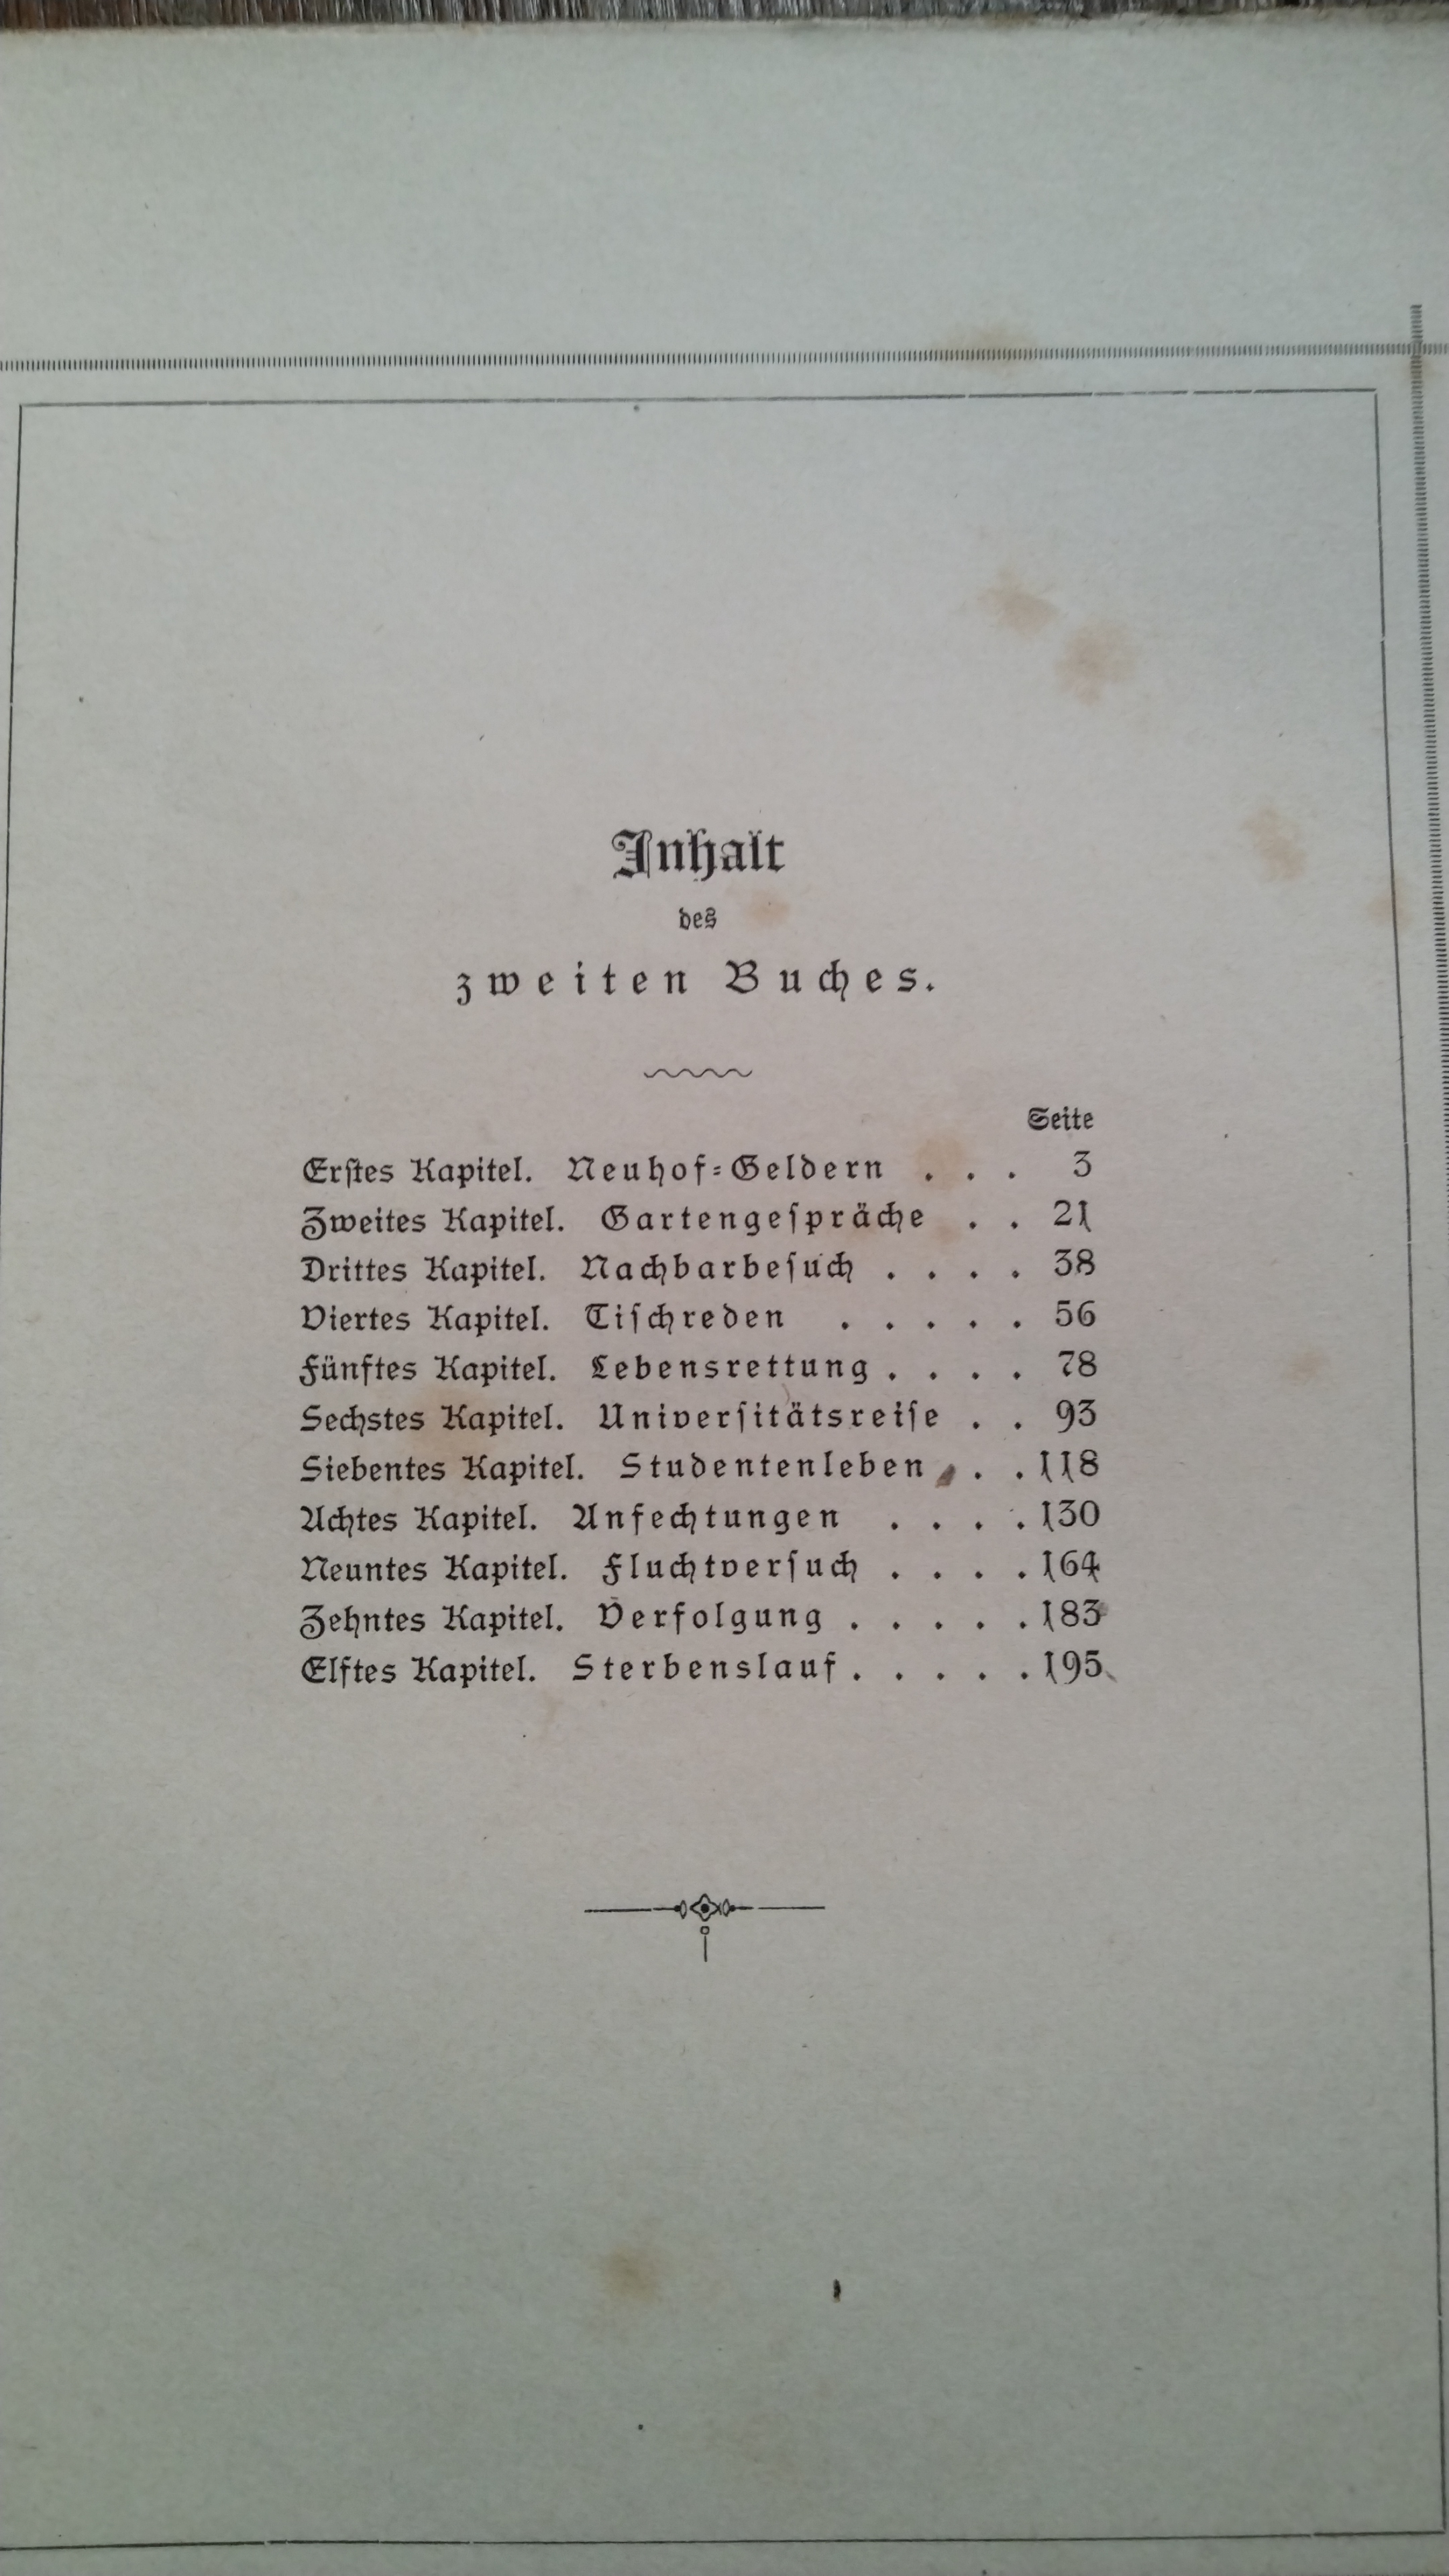 Inhalt
des
zweiten Buches.
Seite
Erſtes Kapitel. Neuhof-Geldern . . . 3
Zweites Kapitel. Gartengeſpräche . . 21
Drittes Kapitel. Nachbarbeſuch . . . . 38
Viertes Kapitel. Tiſchreden . . . . . 56
Fünftes Kapitel. Lebensrettung . . . . 78
Sechstes Kapitel. Univerſitätsreiſe . . 93
Siebentes Kapitel. Studentenleben . . . 118
Achtes Kapitel. Anfechtungen . . . . 130
Neuntes Kapitel. Fluchtverſuch . . . . 164
Zehntes Kapitel. Verfolgung . . . . . 183
Elftes Kapitel. Sterbenslauf . . . . . 195